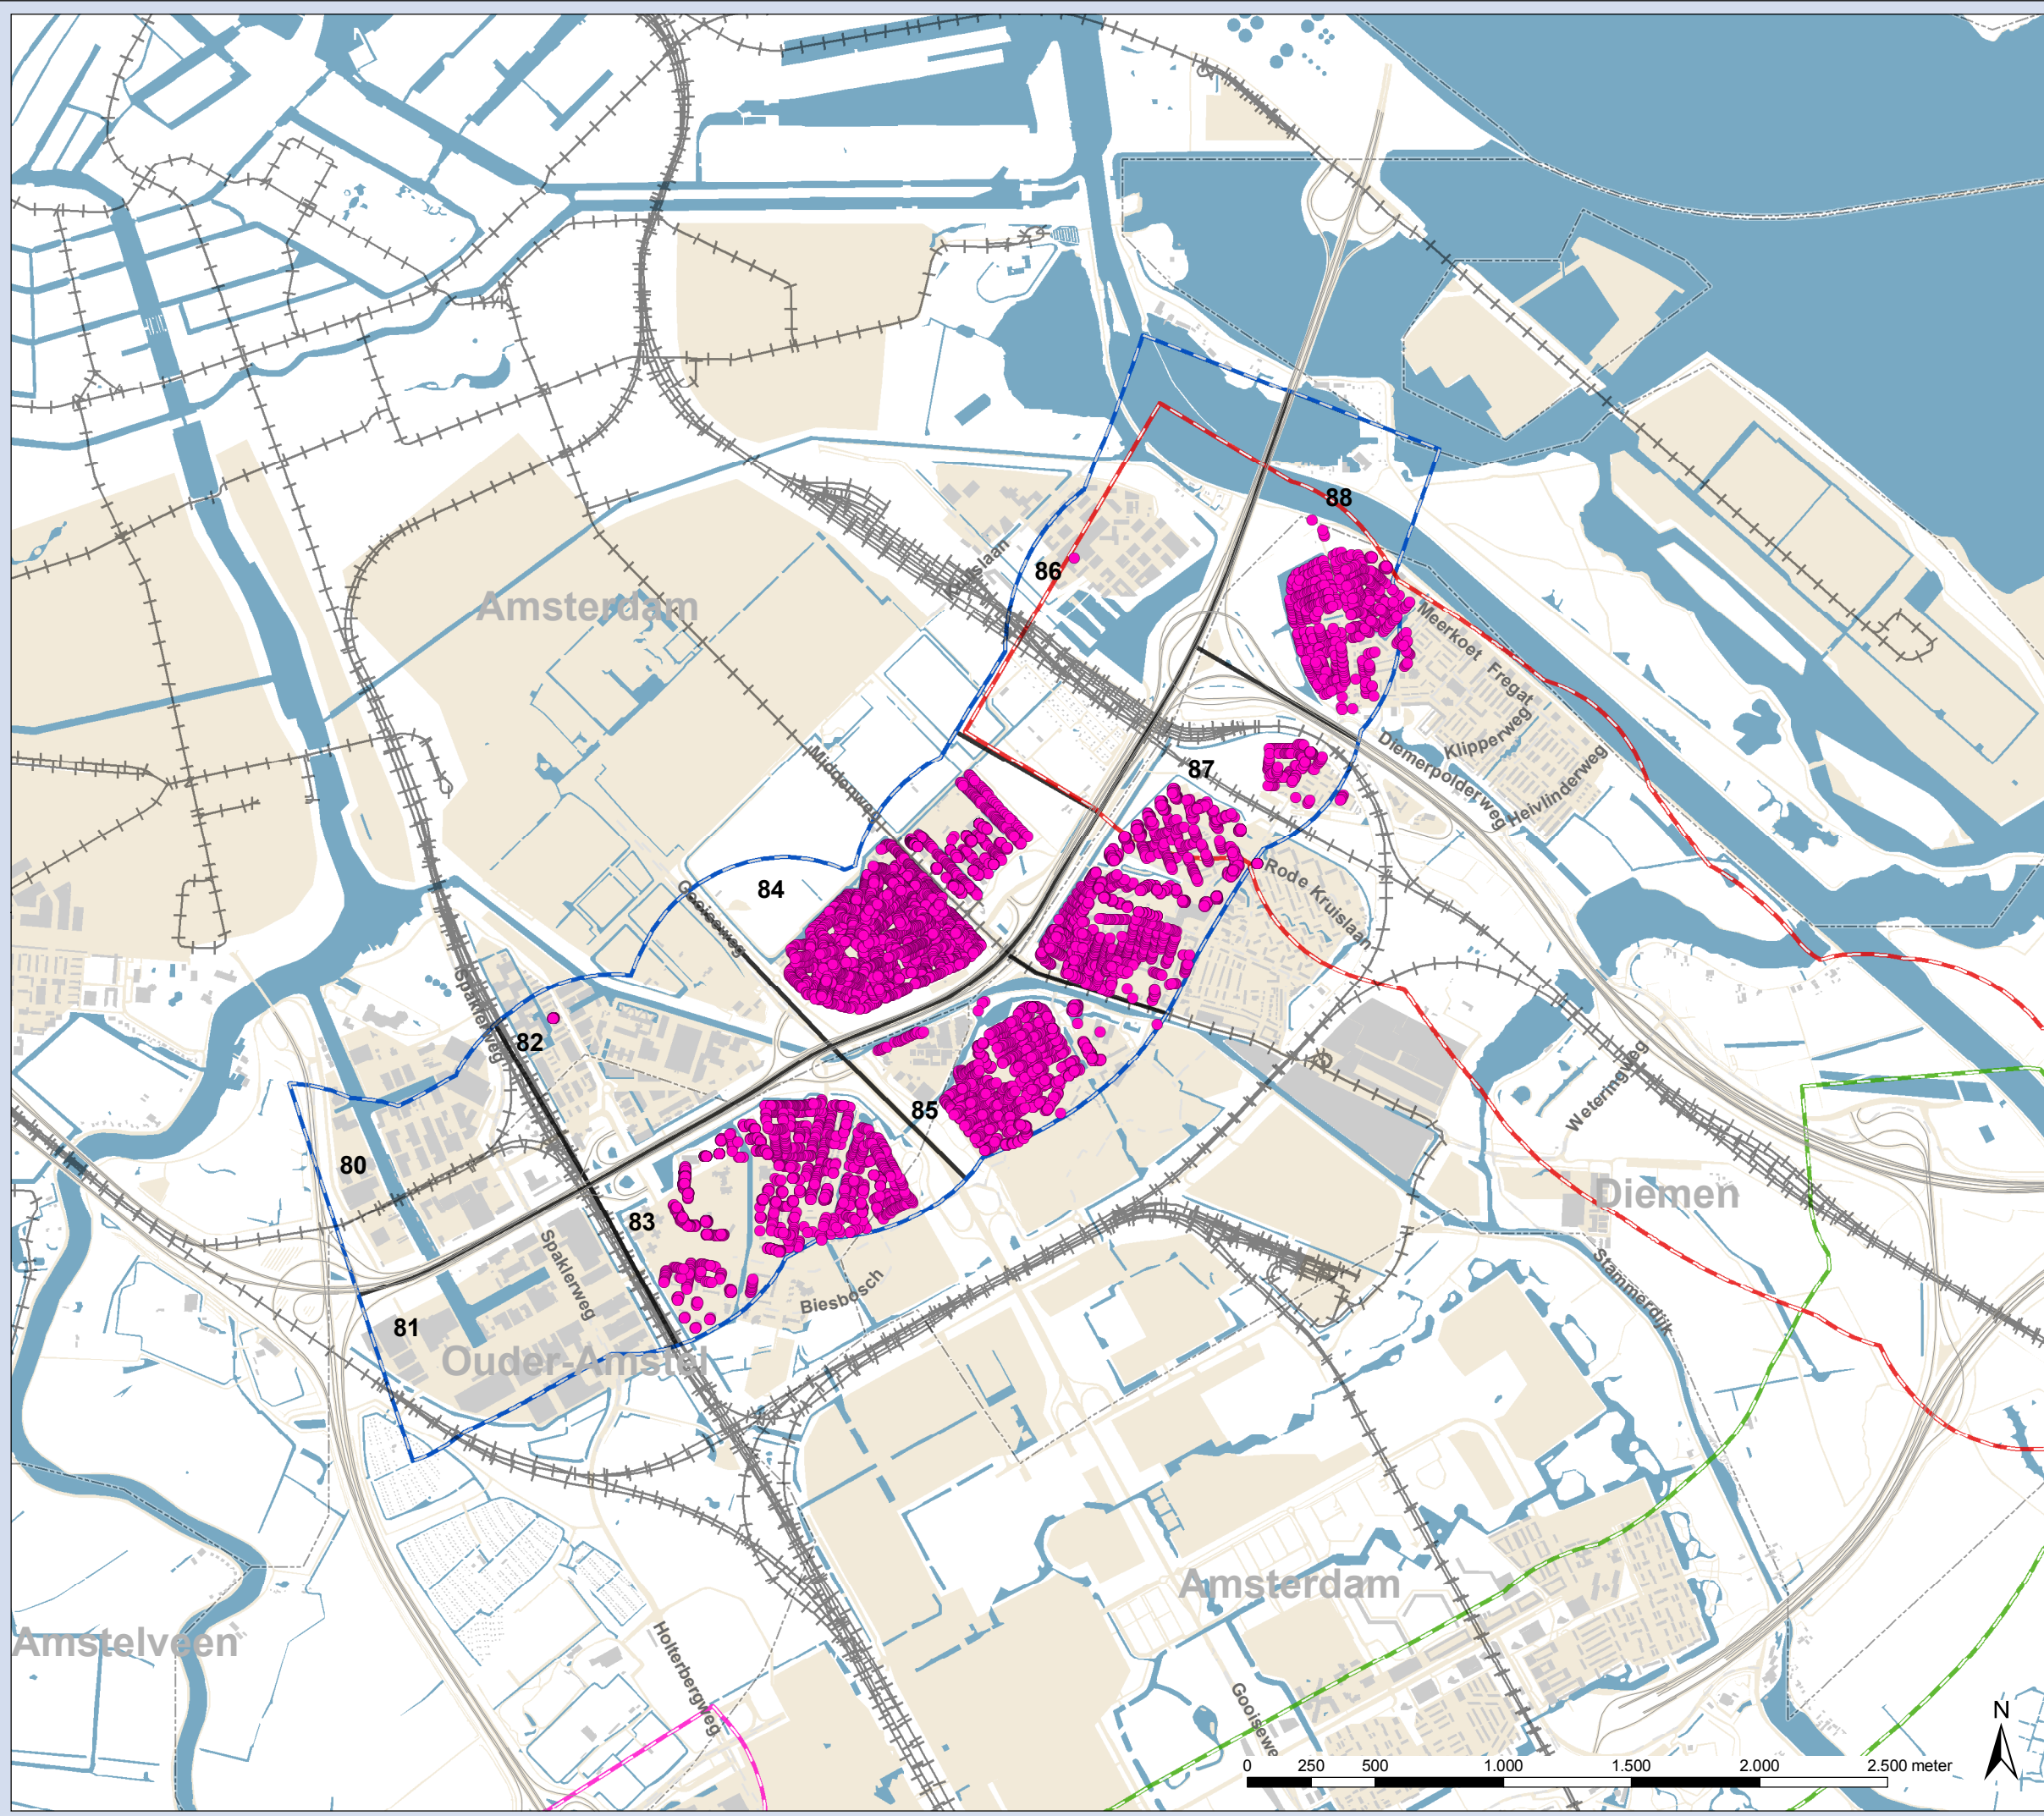 88
Kruislaan
86
Amsterdam
Meerkoet
Fregat
Klipperweg
Diemerpolderweg
Heivlinderweg
Middenweg
87
Rode Kruislaan
84
Gooiseweg
Spaklerweg
82
Weteringweg
85
80
Diemen
83
Spaklerweg
Stammerdijk
Biesbosch
81
Ouder-Amstel
Amsterdam
Amstelveen
Holterbergweg
Gooisewe
N
0 250 500 1.000 1.500 2.000 2.500 meter